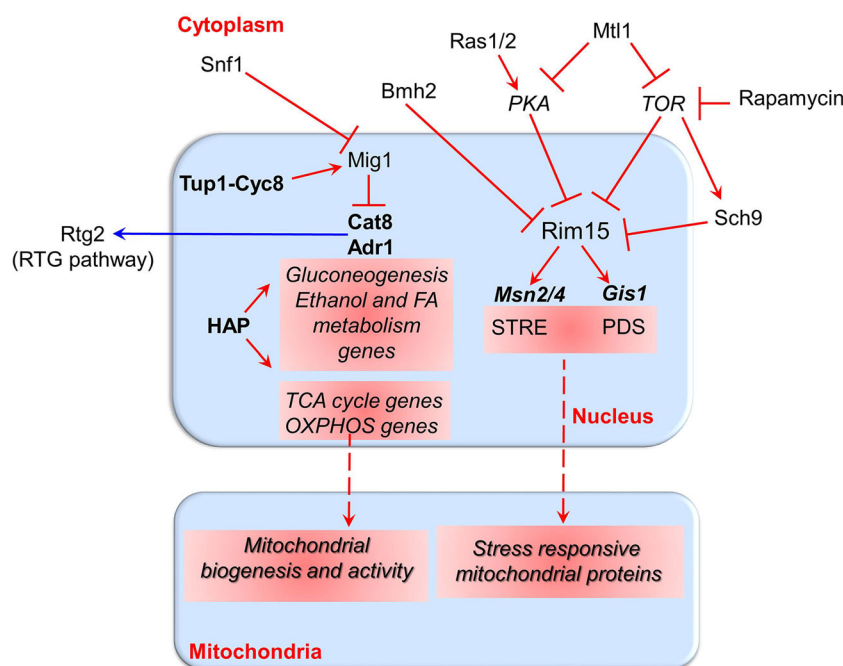 Cytoplasm
Ras1/2
Mtl1
Snf1
Bmh2
PKA
TOR
Rapamycin
Mig1
Tup1-Cyc8
Cat8
Adr1
Rim15
Sch9
Rtg2
(RTG pathway)
Gluconeogenesis
Ethanol and FA
metabolism
genes
HAP
Msn2/4
Gis1
STRE
PDS
TCA cycle genes
OXPHOS genes
Nucleus
Mitochondrial
biogenesis and activity
Stress responsive
mitochondrial proteins
Mitochondria